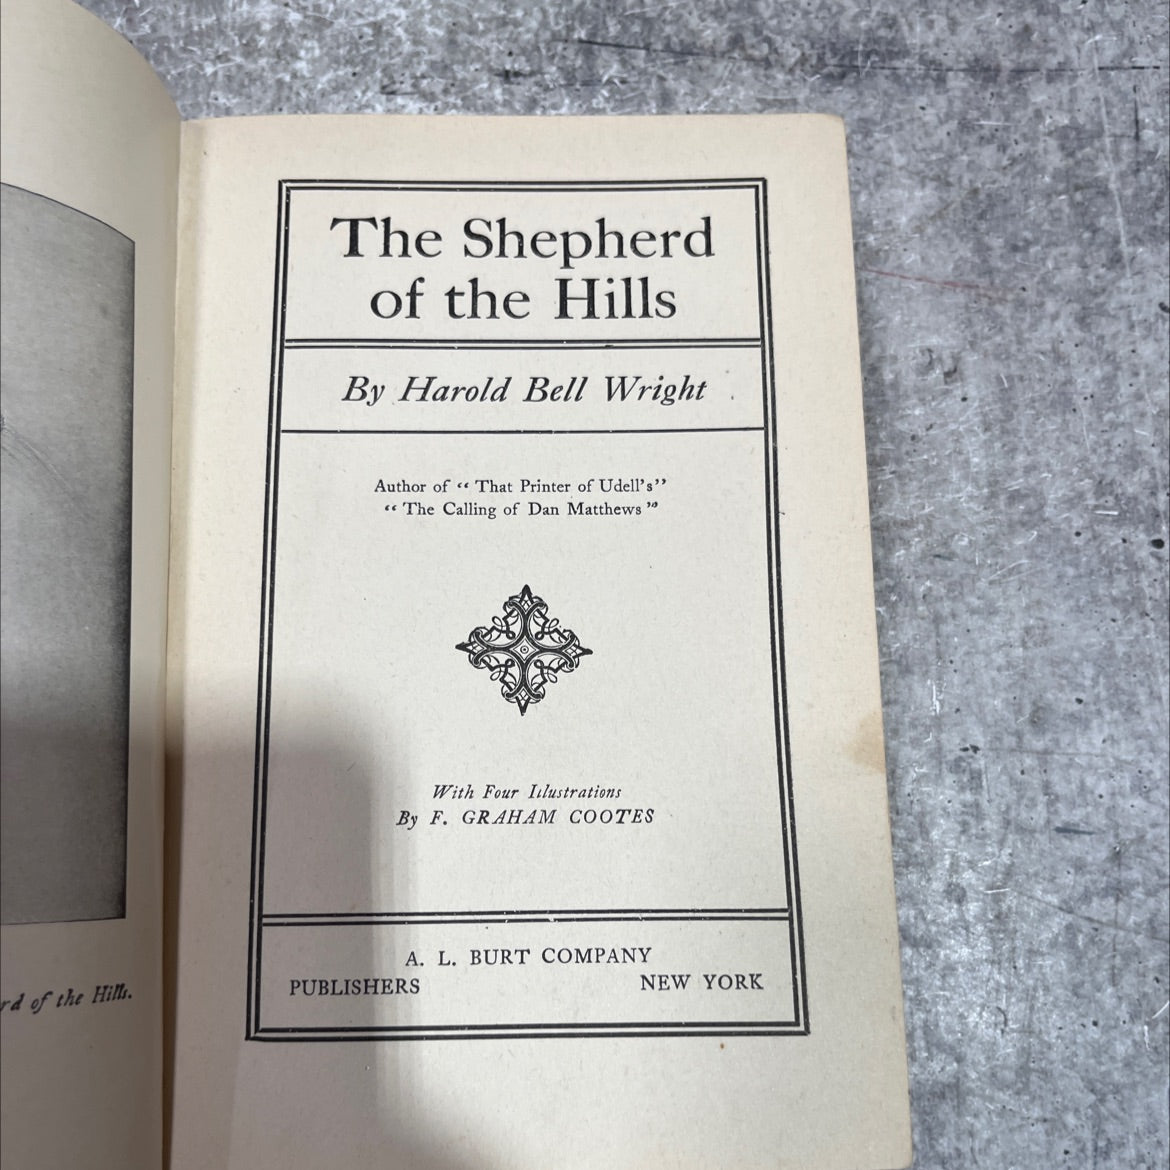 The Shepherd
of the Hills
By Harold Bell Wright
Author of “ That Printer of Udell's”
“ The Calling of Dan Matthews ”
With Four Illustrations
By F. GRAHAM COOTES
A. L. BURT COMPANY
PUBLISHERS NEW YORK
rd of the Hills.